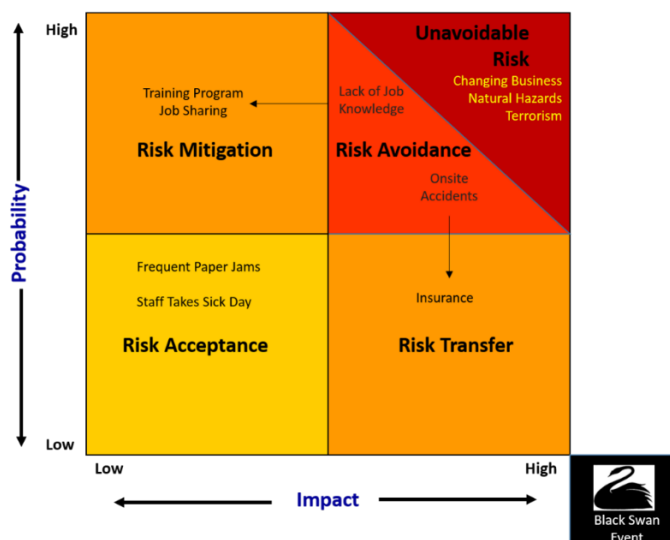 High
Unavoidable
Risk
Changing Business
Natural Hazards
Terrorism
Training Program
Job Sharing
Lack of Job
Knowledge
Risk Mitigation
Risk Avoidance
Onsite
Accidents
Probability
Frequent Paper Jams
Staff Takes Sick Day
Insurance
Risk Acceptance
Risk Transfer
Low
Low
High
Impact
Black Swan
Event